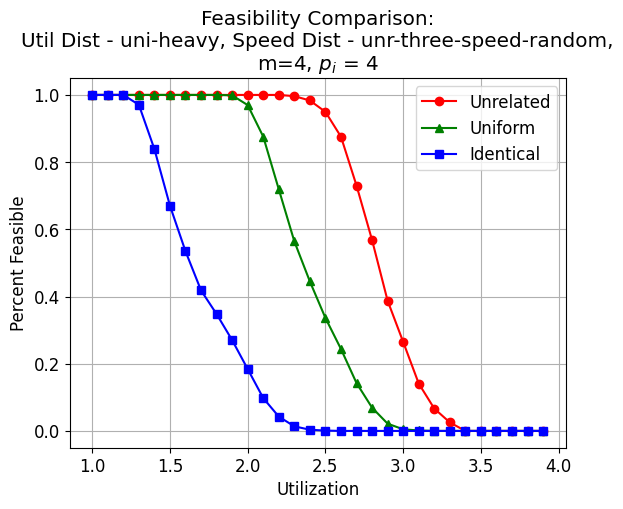 Feasibility Comparison:
Util Dist - uni-heavy, Speed Dist - unr-three-speed-random,
m=4, $p_i$ = 4
Unrelated
Uniform
Identical
Percent Feasible
1.0
0.8
0.6
0.4
0.2
0.0
1.0 1.5 2.0 2.5 3.0 3.5 4.0
Utilization